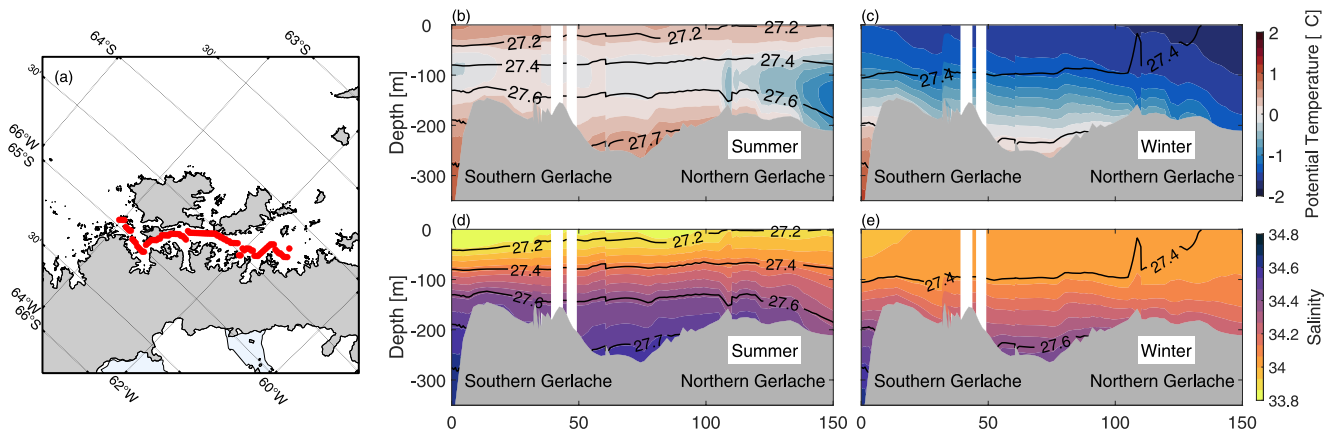 (a)
64°S
30'
63°S
30'
66°W
65°S
30'
64°W
66°S
62°W
60°W
(b)
27.2
27.2
27.4
27.4
27.6
27.6
27.7
Summer
Southern Gerlache
Northern Gerlache
0
-100
-200
-300
Depth [m]
(c)
27.4
27.4
Winter
Southern Gerlache
Northern Gerlache
2
1
0
-1
-2
Potential Temperature [ C]
(d)
27.2
27.2
27.4
27.4
27.6
27.6
27.7
Summer
Southern Gerlache
Northern Gerlache
0
-100
-200
-300
Depth [m]
0
50
100
150
(e)
27.4
27.4
27.6
Winter
Southern Gerlache
Northern Gerlache
0
50
100
150
34.8
34.6
34.4
34.2
34
33.8
Salinity